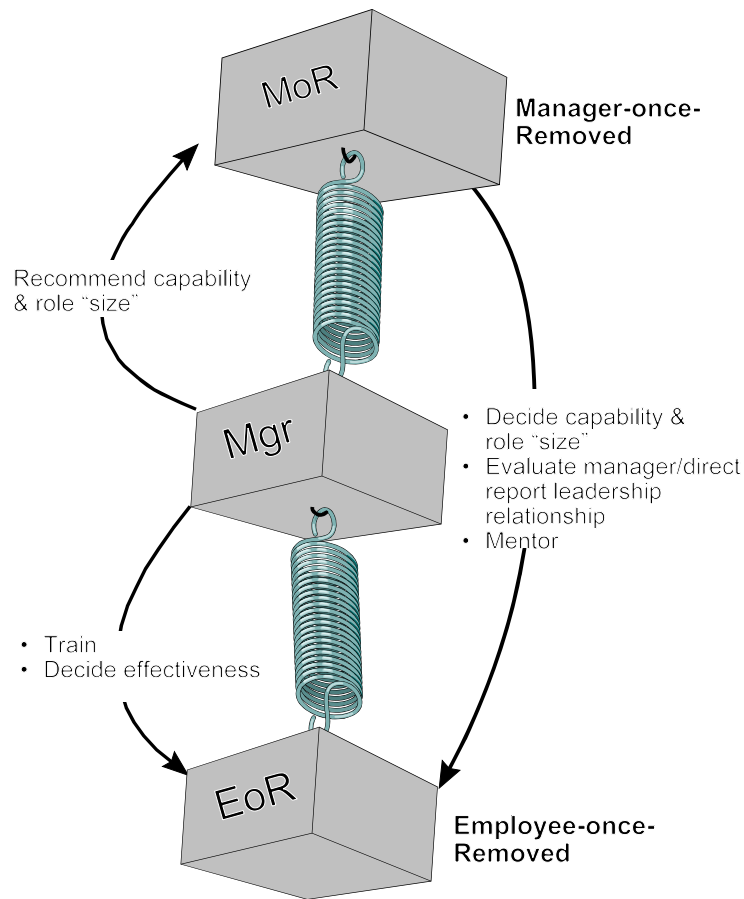 MoR
Manager-once-
Removed
Recommend capability
& role “size”
Mgr
• Decide capability &
role “size”
• Evaluate manager/direct
report leadership
relationship
• Mentor
• Train
• Decide effectiveness
EoR
Employee-once-
Removed